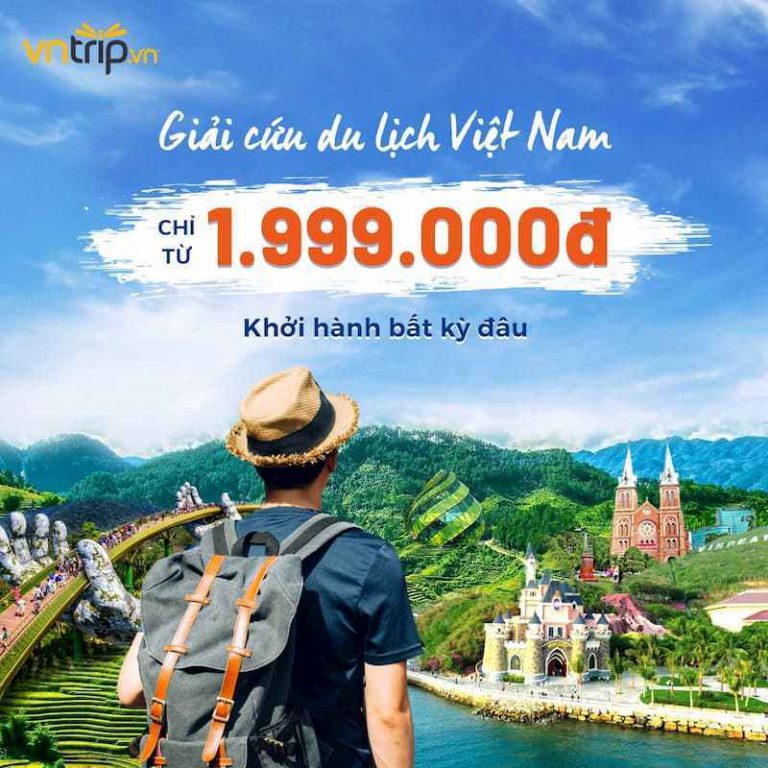 vntrip.vn
Giải cứu du lịch Việt Nam
CHỈ TỪ 1.999.000đ
Khởi hành bất kỳ đâu